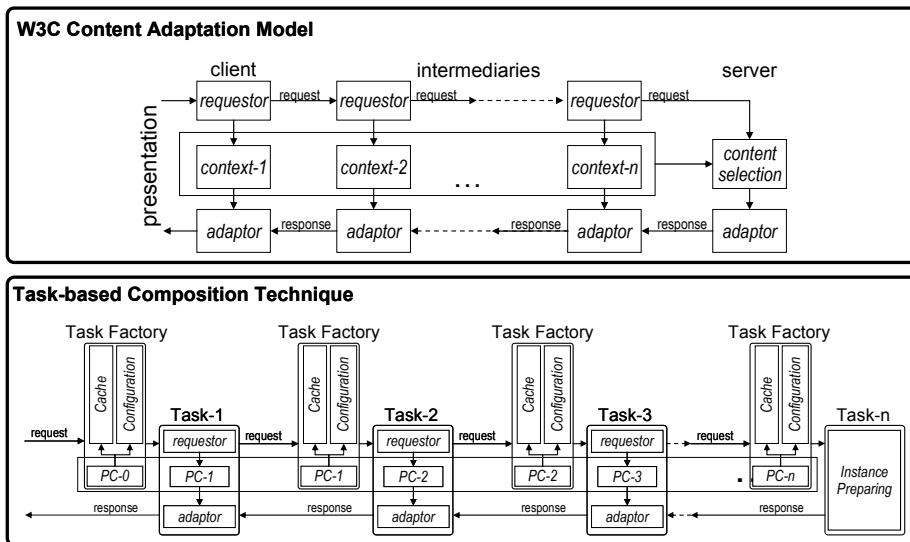 W3C Content Adaptation Model
client
intermediaries
server
presentation
requestor
request
requestor
request
requestor
request
context-1
context-2
...
context-n
content
selection
adaptor
response
adaptor
response
adaptor
response
adaptor
Task-based Composition Technique
Task Factory
Task Factory
Task Factory
Task Factory
Cache
Configuration
Cache
Configuration
Cache
Configuration
Cache
Configuration
Task-1
Task-2
Task-3
Task-n
request
requestor
request
requestor
request
requestor
request
PC-0
PC-1
PC-1
PC-2
PC-2
PC-3
PC-n
Instance
Preparing
response
adaptor
response
adaptor
response
adaptor
response